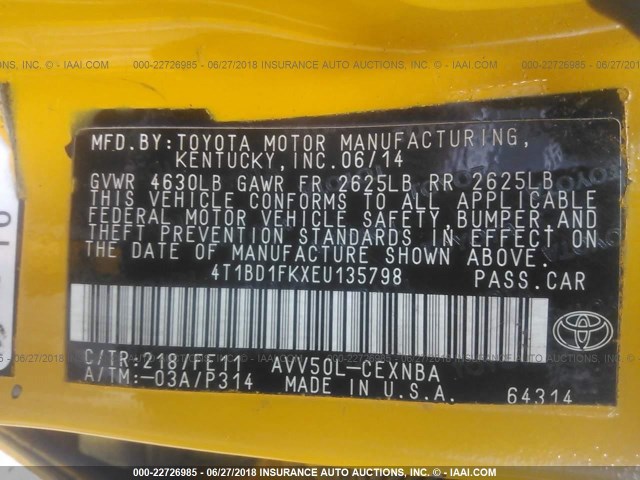 000-22726985 / 06/27/2018 INSURANCE AUTO AUCTIONS, INC. - IAAI.COM
MFD.BY:TOYOTA MOTOR MANUFACTURING,
KENTUCKY,INC.06/14
GVWR 4630LB GAWR FR 2625LB RR 2625LB
THIS VEHICLE CONFORMS TO ALL APPLICABLE
FEDERAL MOTOR VEHICLE SAFETY,BUMPER,AND
THEFT PREVENTION STANDARDS IN EFFECT ON
THE DATE OF MANUFACTURE SHOWN ABOVE.
4T1BD1FKXEU135798 PASS.CAR
C/TR:2187FE11 AVV50L-CEXNBA
A/TM:-03A/P314 MADE IN U.S.A.
64314
TOYOTA
000-22726985 / 06/27/2018 INSURANCE AUTO AUCTIONS, INC. - IAAI.COM